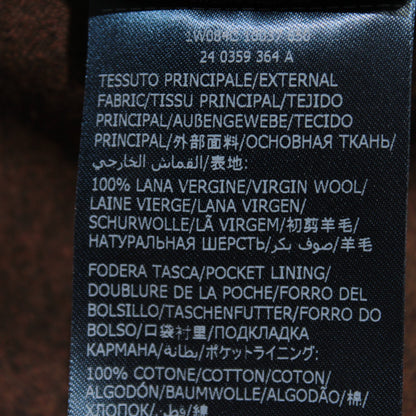 24 0359 364 A
TESSUTO PRINCIPALE/EXTERNAL
FABRIC/TISSU PRINCIPAL/TEJIDO
PRINCIPAL/AUßENGEWEBE/TECIDO
PRINCIPAL/外部面料/ОСНОВНАЯ ТКАНЬ/
القماش الخارجي/表地:
100% LANA VERGINE/VIRGIN WOOL/
LAINE VIERGE/LANA VIRGEN/
SCHURWOLLE/LÃ VIRGEM/初剪羊毛/
НАТУРАЛЬНАЯ ШЕРСТЬ/صوف بكر/羊毛
FODERA TASCA/POCKET LINING/
DOUBLURE DE LA POCHE/FORRO DEL
BOLSILLO/TASCHENFUTTER/FORRO DO
BOLSO/口袋衬里/ПОДКЛАДКА
КАРМАНА/بطانة/ポケットライニング:
100% COTONE/COTTON/COTON/
ALGODÓN/BAUMWOLLE/ALGODÃO/棉/
ХЛОПОК/قطن/綿